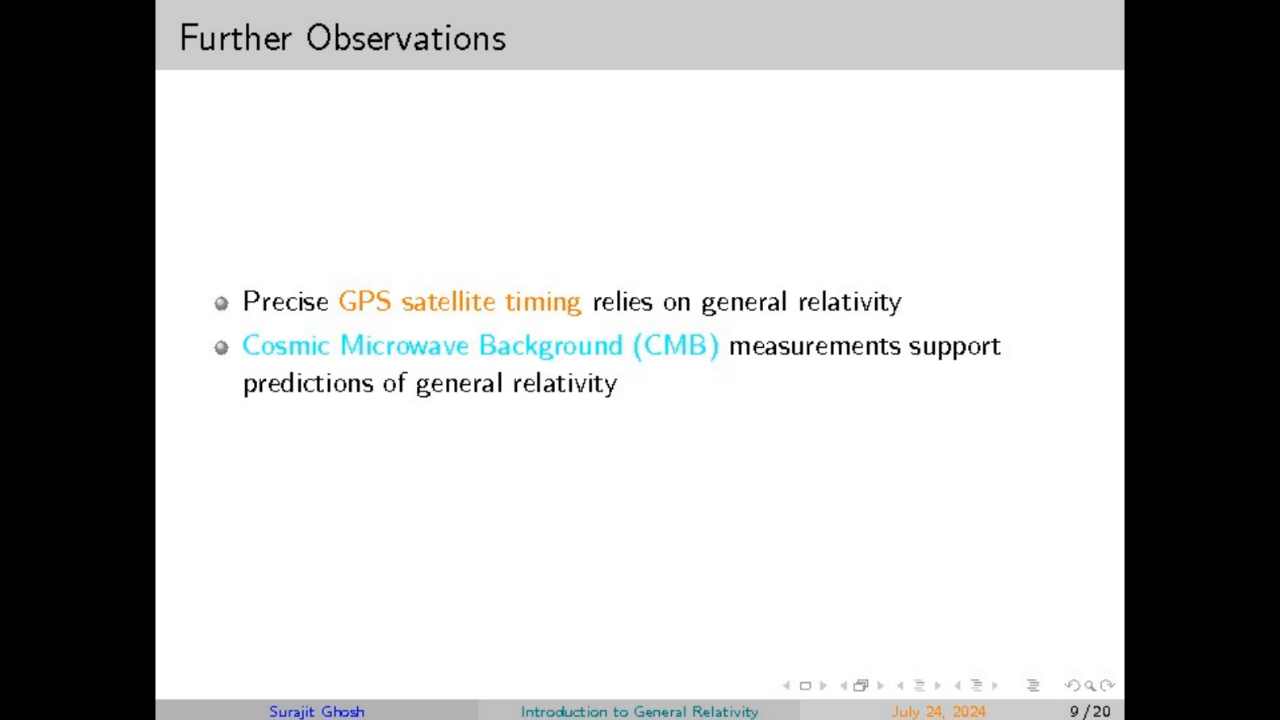 Further Observations
Precise GPS satellite timing relies on general relativity
Cosmic Microwave Background (CMB) measurements support
predictions of general relativity
Surajit Ghosh
Introduction to General Relativity
July 24, 2024
9/20